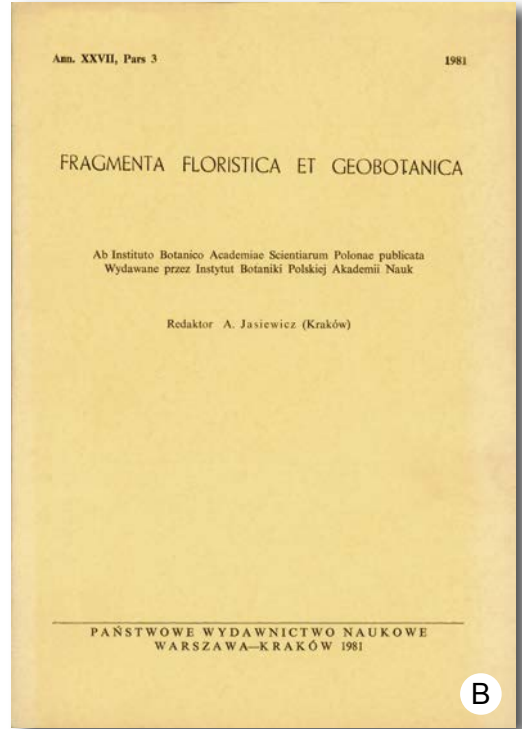 Ann. XXVII, Pars 3 1981
FRAGMENTA FLORISTICA ET GEOBOTANICA
Ab Instituto Botanico Academiae Scientiarum Polonae publicata
Wydawane przez Instytut Botaniki Polskiej Akademii Nauk
Redaktor A. Jasiewicz (Kraków)
PAŃSTWOWE WYDAWNICTWO NAUKOWE
WARSZAWA—KRAKÓW 1981
B